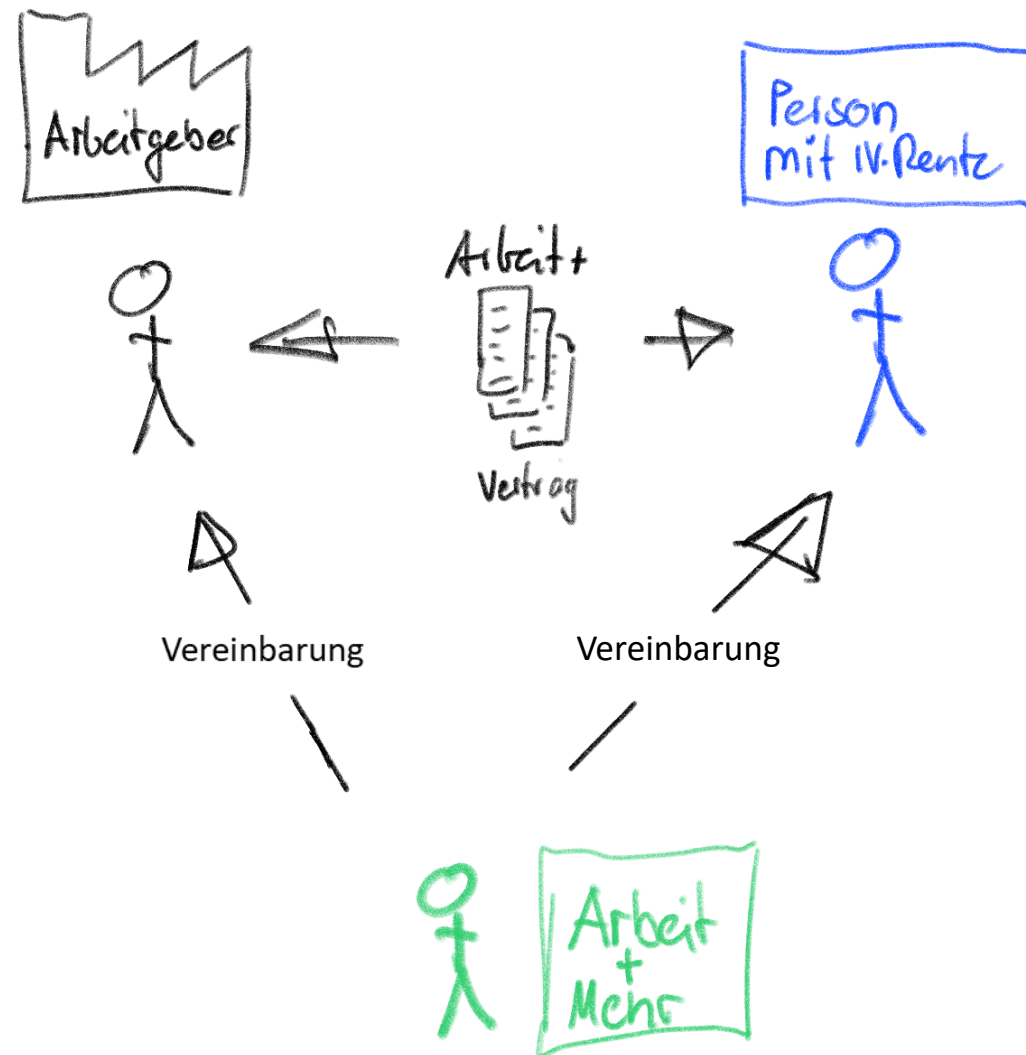 Arbeitgeber
Person
mit IV-Rente
Arbeit+
Vertrag
Vereinbarung
Vereinbarung
Arbeit
+
Mehr